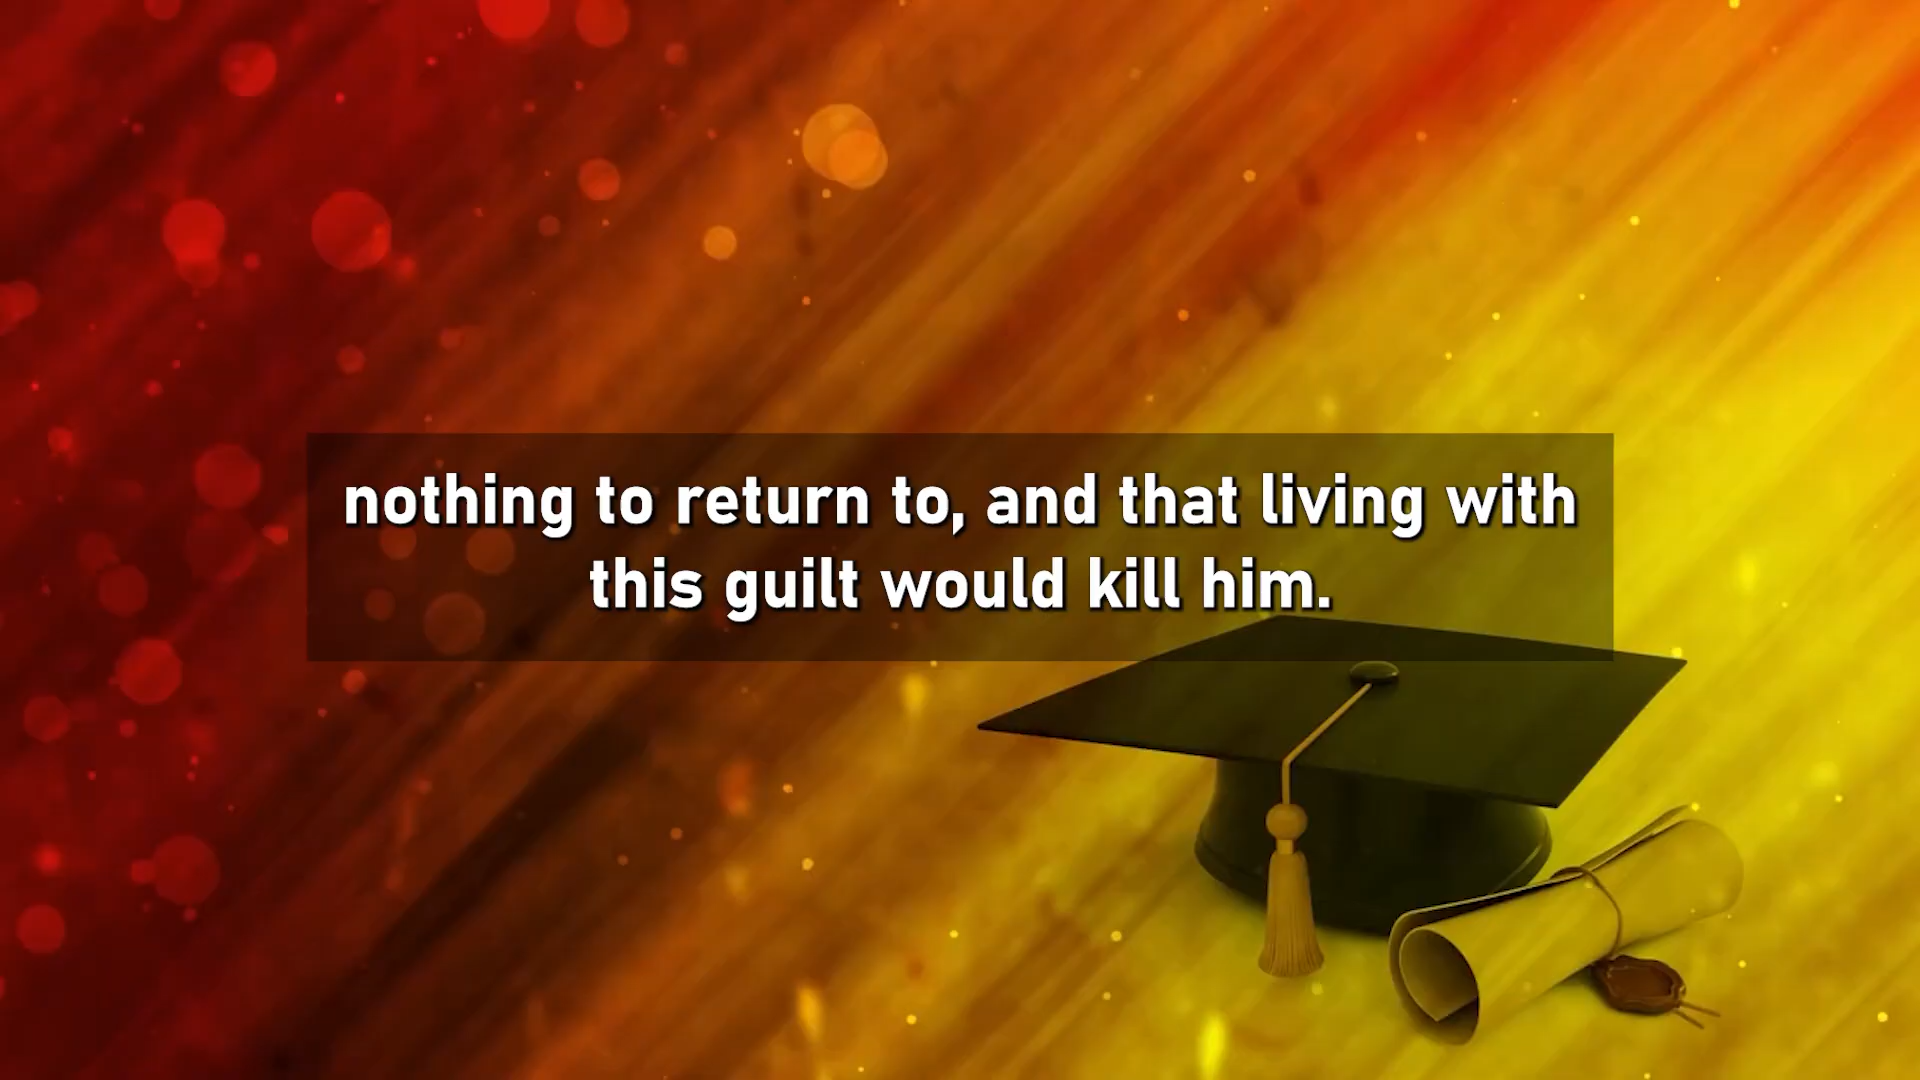 nothing to return to, and that living with
this guilt would kill him.